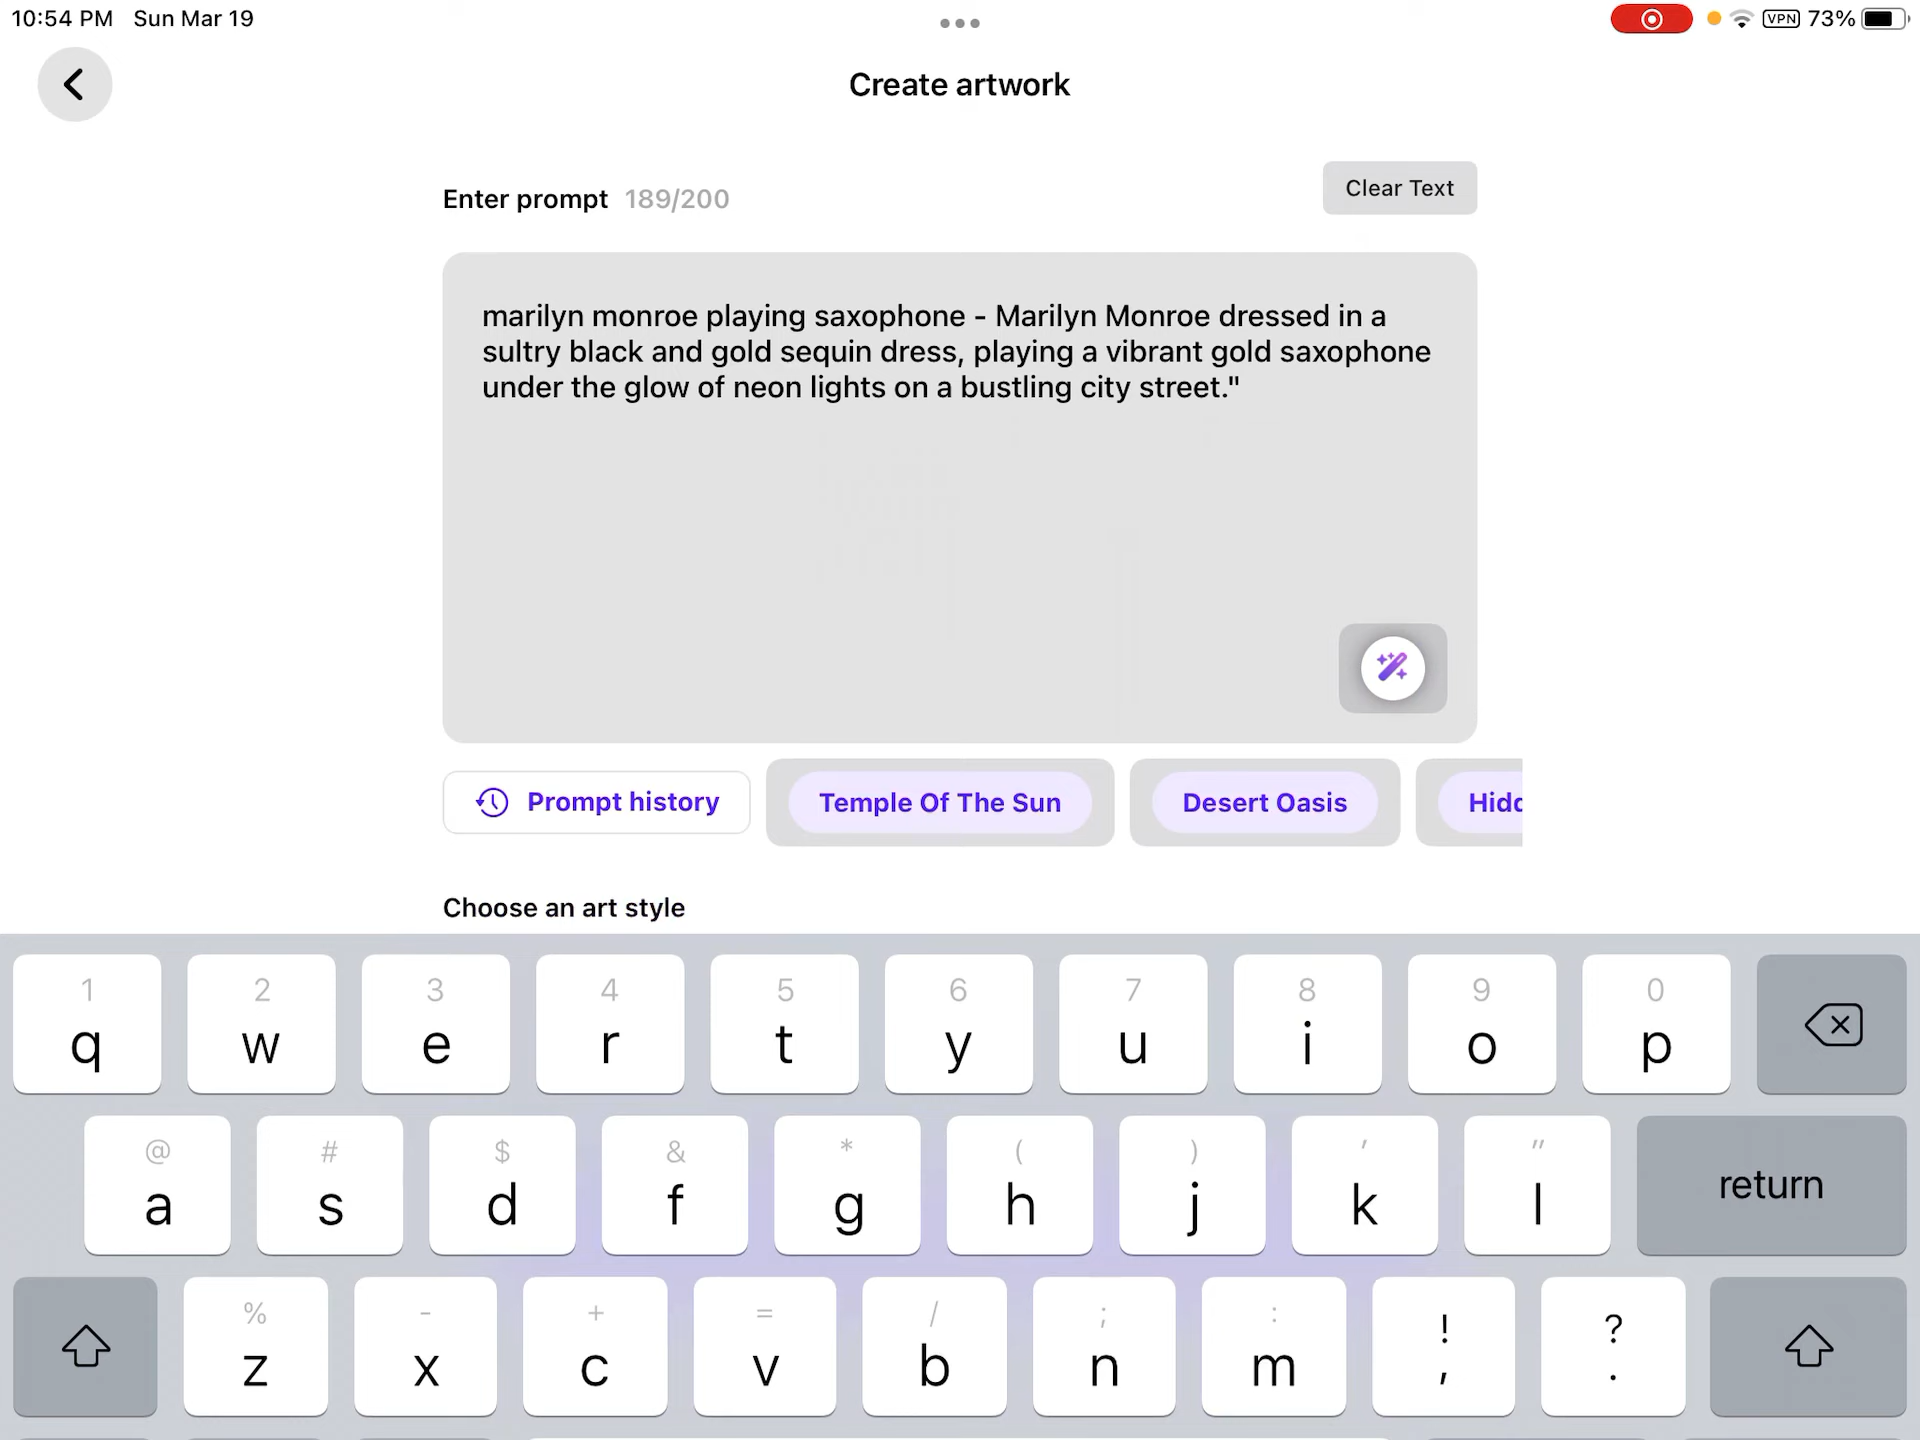 10:54 PM Sun Mar 19
VPN 73%
Create artwork
Enter prompt 189/200
Clear Text
marilyn monroe playing saxophone - Marilyn Monroe dressed in a
sultry black and gold sequin dress, playing a vibrant gold saxophone
under the glow of neon lights on a bustling city street."
Prompt history
Temple Of The Sun
Desert Oasis
Hidd
Choose an art style
1 2 3 4 5 6 7 8 9 0
q w e r t y u i o p
@ # $ & * ( ) ' "
a s d f g h j k l return
% - + = / ; : ! ?
z x c v b n m , .